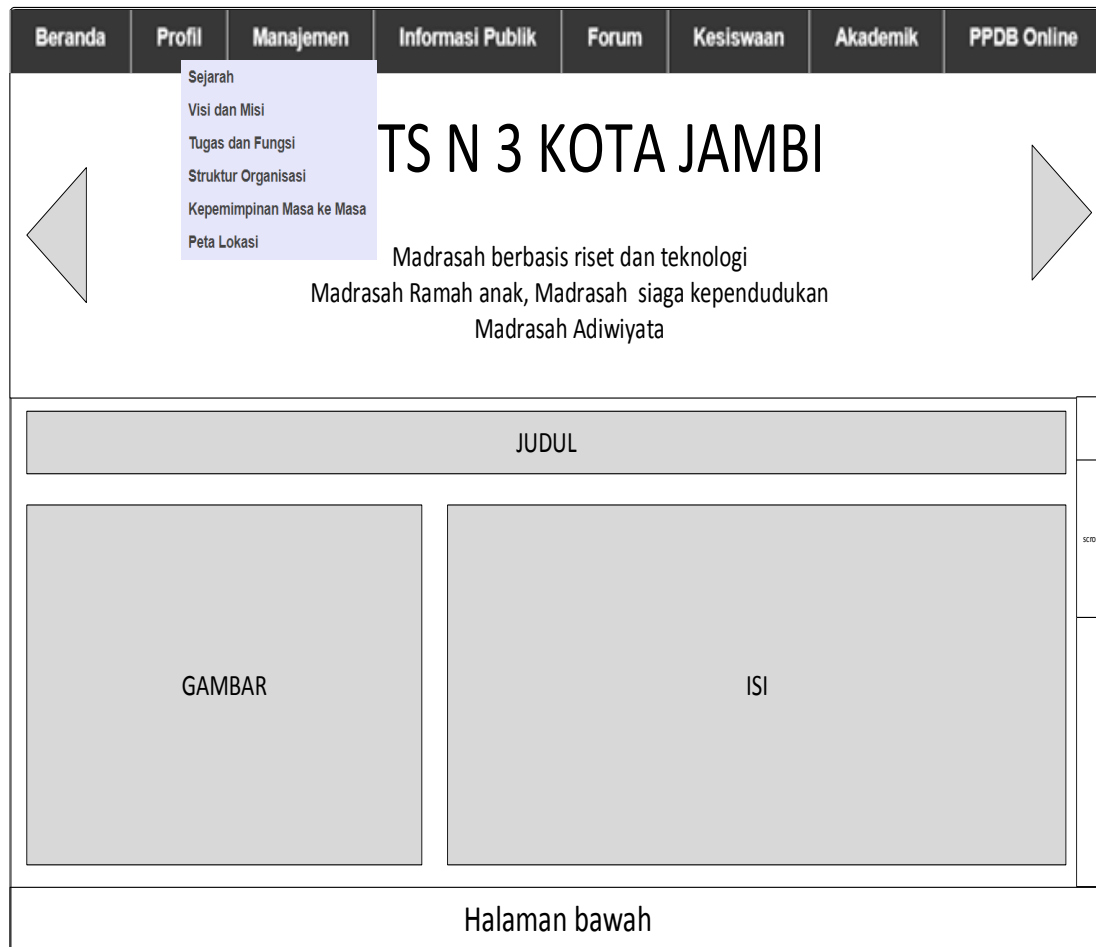 Beranda Profil Manajemen Informasi Publik Forum Kesiswaan Akademik PPDB Online
Sejarah
Visi dan Misi
Tugas dan Fungsi
Struktur Organisasi
Kepemimpinan Masa ke Masa
Peta Lokasi
TS N 3 KOTA JAMBI
Madrasah berbasis riset dan teknologi
Madrasah Ramah anak, Madrasah siaga kependudukan
Madrasah Adiwiyata
JUDUL
scro
GAMBAR
ISI
Halaman bawah